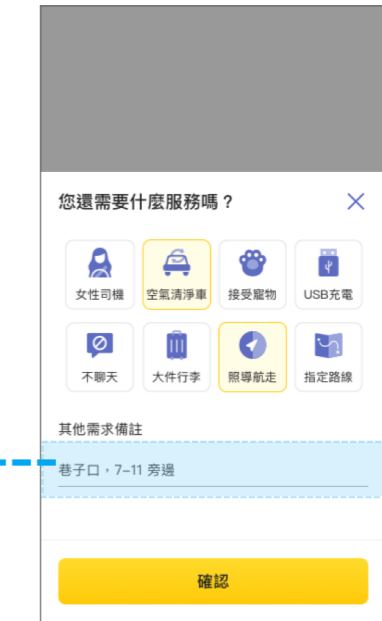 您還需要什麼服務嗎？
女性司機 空氣清淨車 接受寵物 USB充電
不聊天 大件行李 照導航走 指定路線
其他需求備註
巷子口，7–11 旁邊
確認